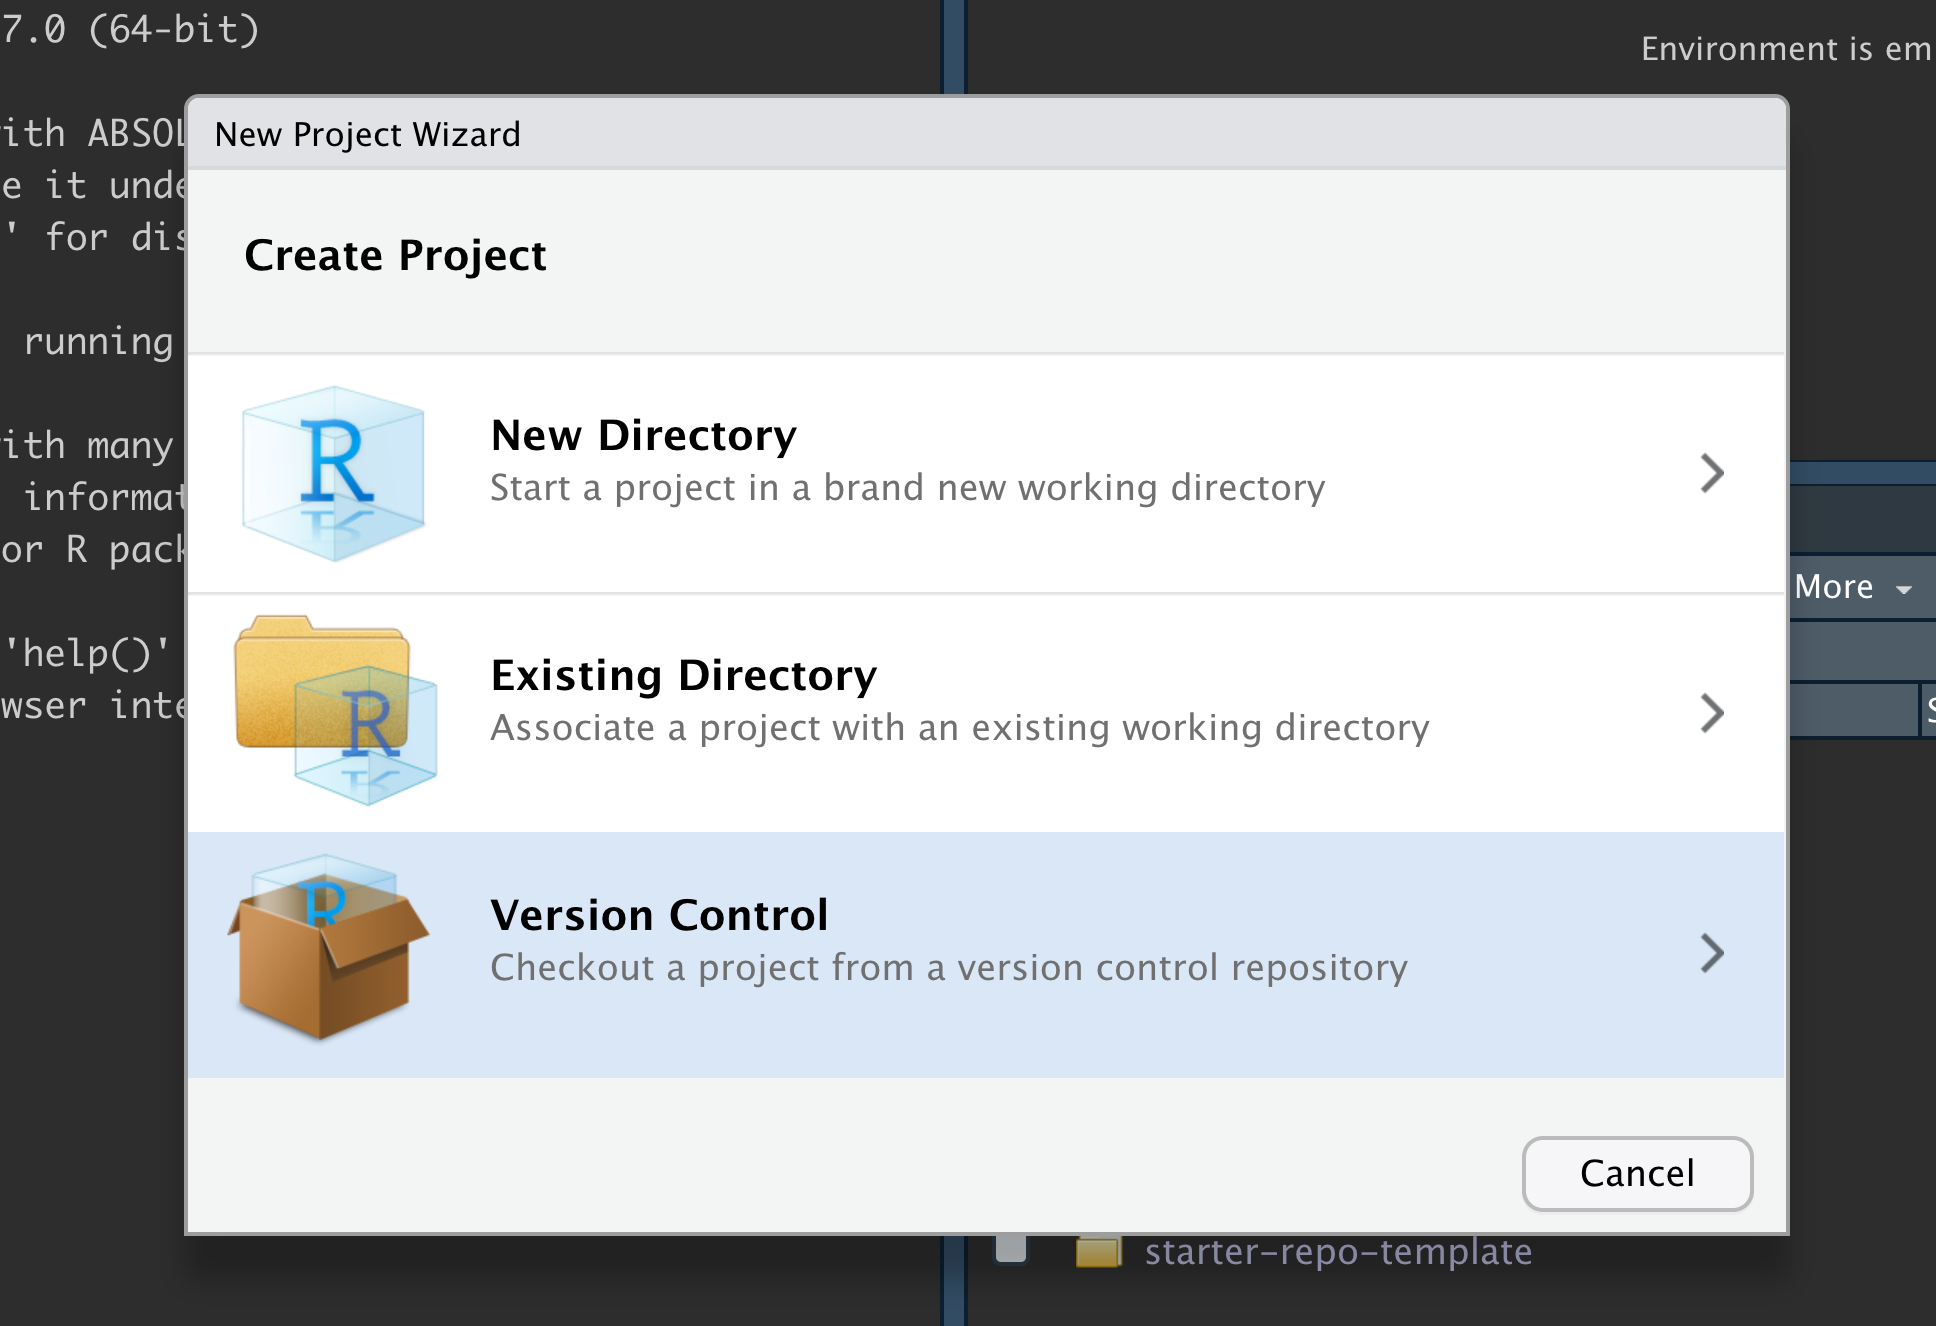 7.0 (64-bit)
Environment is em
ith ABSOL
e it unde
' for dis
running
ith many
informat
or R pack
'help()'
wser inte
New Project Wizard
Create Project
R
New Directory
Start a project in a brand new working directory
R
Existing Directory
Associate a project with an existing working directory
R
Version Control
Checkout a project from a version control repository
Cancel
More
S
starter-repo-template